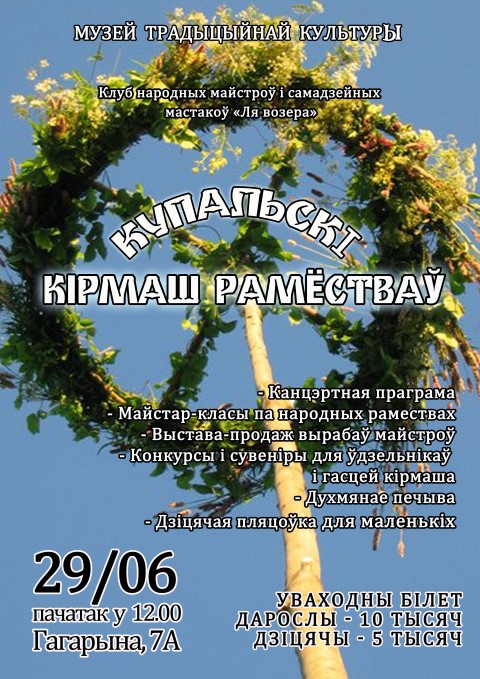 МУЗЕЙ ТРАДЫЦЫЙНАЙ КУЛЬТУРЫ
Клуб народных майстроў і самадзейных
мастакоў «Ля возера»
КУПАЛЬСКІ
КІРМАШ РАМЁСТВАЎ
- Канцэртная праграма
- Майстар-класы па народных рамествах
- Выстава-продаж вырабаў майстроў
- Конкурсы і сувеніры для ўдзельнікаў
і гасцей кірмаша
- Духмянае печыва
- Дзіцячая пляцоўка для маленькіх
29/06
пачатак у 12.00
Гагарына, 7А
УВАХОДНЫ БІЛЕТ
ДАРОСЛЫ - 10 ТЫСЯЧ
ДЗІЦЯЧЫ - 5 ТЫСЯЧ